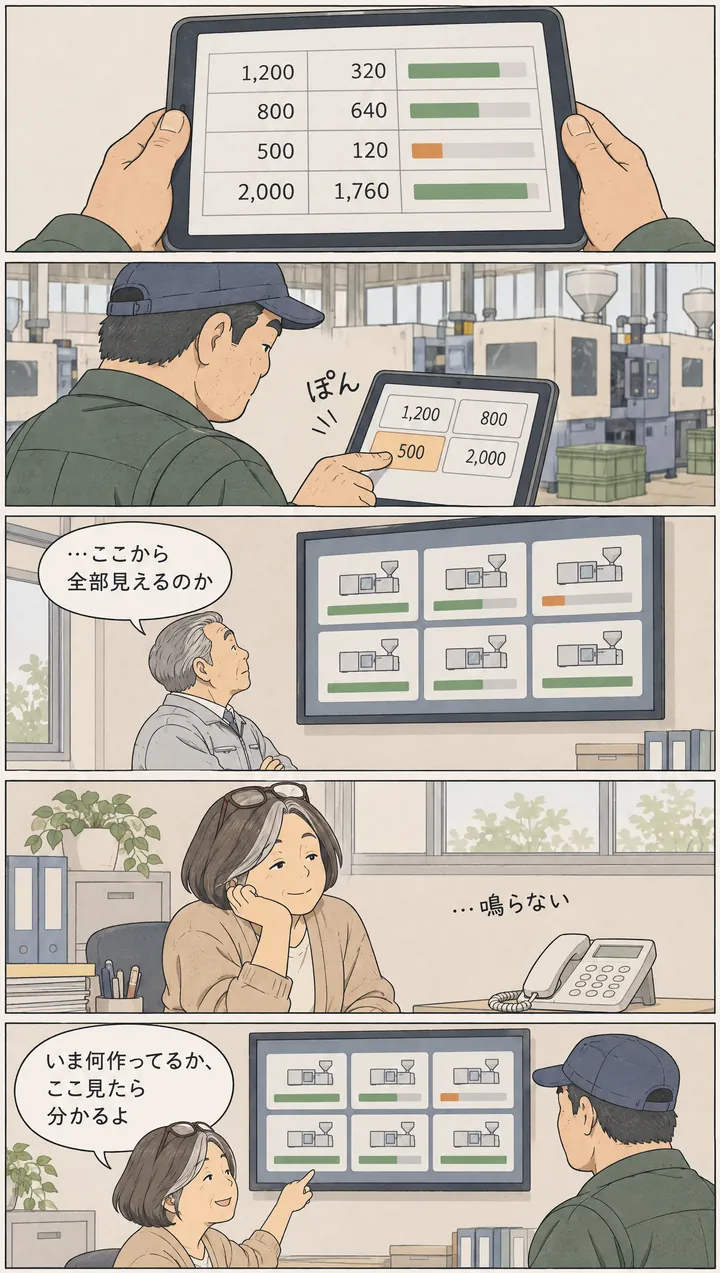 1,200 320
800 640
500 120
2,000 1,760
ぽん
1,200 800
500 2,000
…ここから
全部見えるのか
…鳴らない
いま何作ってるか、
ここ見たら
分かるよ